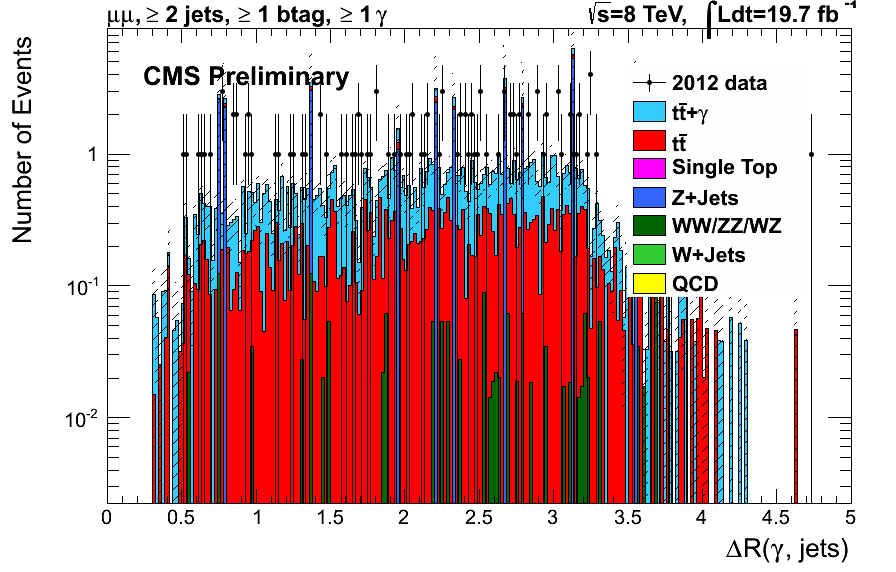 μμ, ≥ 2 jets, ≥ 1 btag, ≥ 1 γ
√s=8 TeV, ∫Ldt=19.7 fb⁻¹
CMS Preliminary
Number of Events
2012 data
tt̄+γ
tt̄
Single Top
Z+Jets
WW/ZZ/WZ
W+Jets
QCD
1
10⁻¹
10⁻²
0 0.5 1 1.5 2 2.5 3 3.5 4 4.5 5
ΔR(γ, jets)